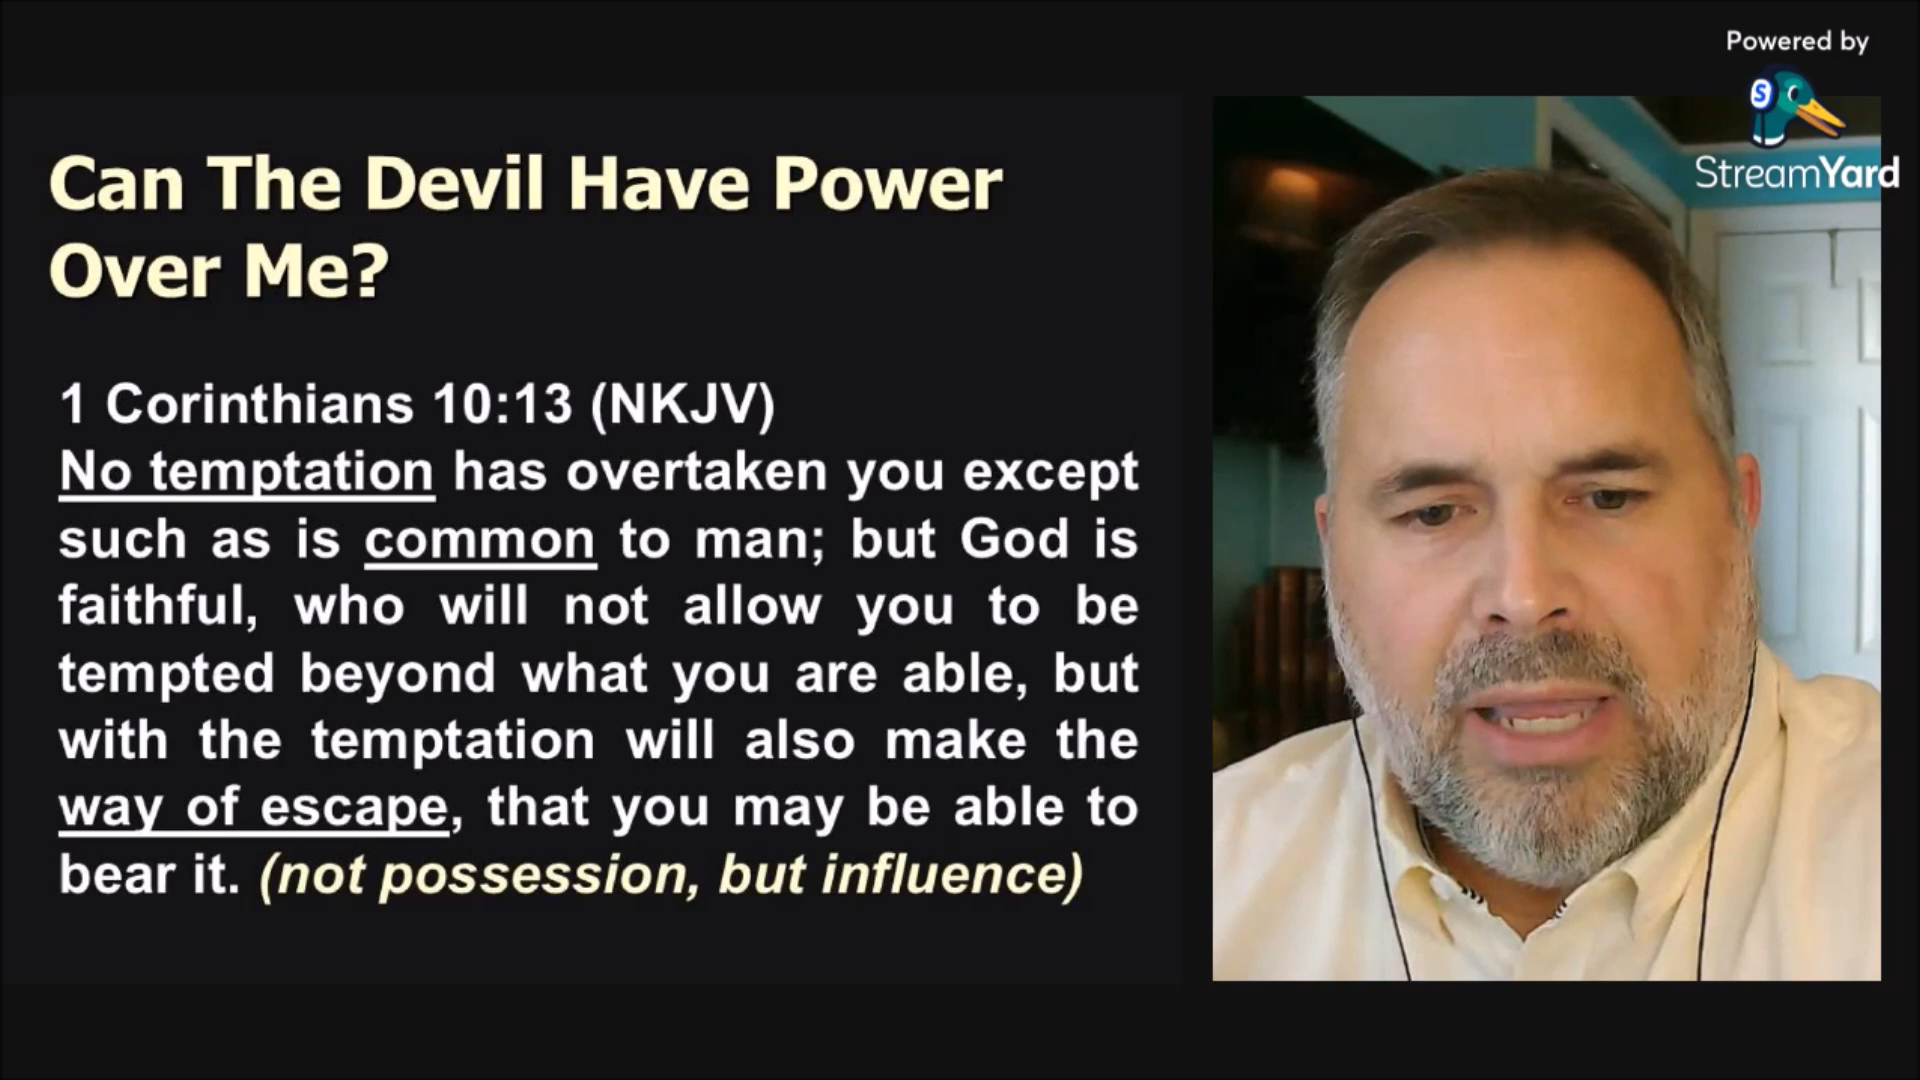 Powered by
S
StreamYard
Can The Devil Have Power
Over Me?
1 Corinthians 10:13 (NKJV)
No temptation has overtaken you except
such as is common to man; but God is
faithful, who will not allow you to be
tempted beyond what you are able, but
with the temptation will also make the
way of escape, that you may be able to
bear it. (not possession, but influence)